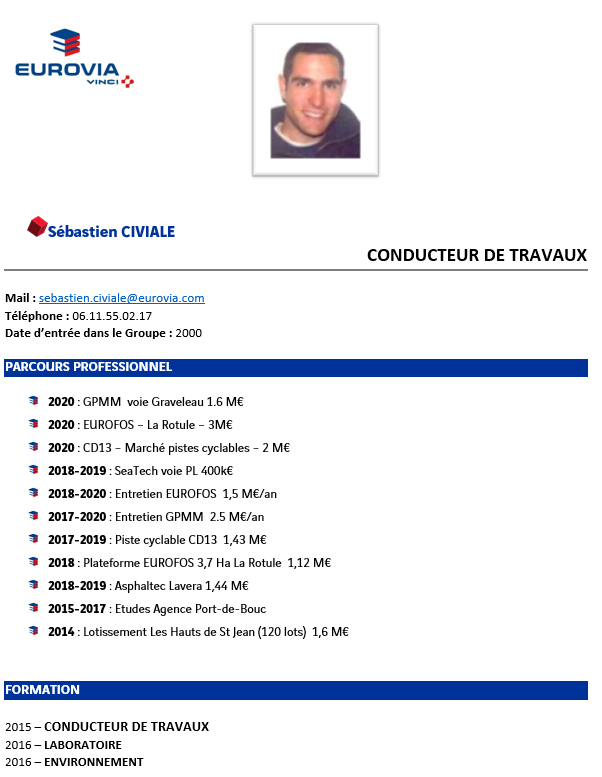 EUROVIA
VINCI
Sébastien CIVIALE
CONDUCTEUR DE TRAVAUX
Mail : sebastien.civiale@eurovia.com
Téléphone : 06.11.55.02.17
Date d’entrée dans le Groupe : 2000
PARCOURS PROFESSIONNEL
2020 : GPMM  voie Graveleau 1.6 M€
2020 : EUROFOS – La Rotule – 3M€
2020 : CD13 – Marché pistes cyclables – 2 M€
2018-2019 : SeaTech voie PL 400k€
2018-2020 : Entretien EUROFOS  1,5 M€/an
2017-2020 : Entretien GPMM  2.5 M€/an
2017-2019 : Piste cyclable CD13  1,43 M€
2018 : Plateforme EUROFOS 3,7 Ha La Rotule  1,12 M€
2018-2019 : Asphaltec Lavera 1,44 M€
2015-2017 : Etudes Agence Port-de-Bouc
2014 : Lotissement Les Hauts de St Jean (120 lots)  1,6 M€
FORMATION
2015 – CONDUCTEUR DE TRAVAUX
2016 – LABORATOIRE
2016 – ENVIRONNEMENT